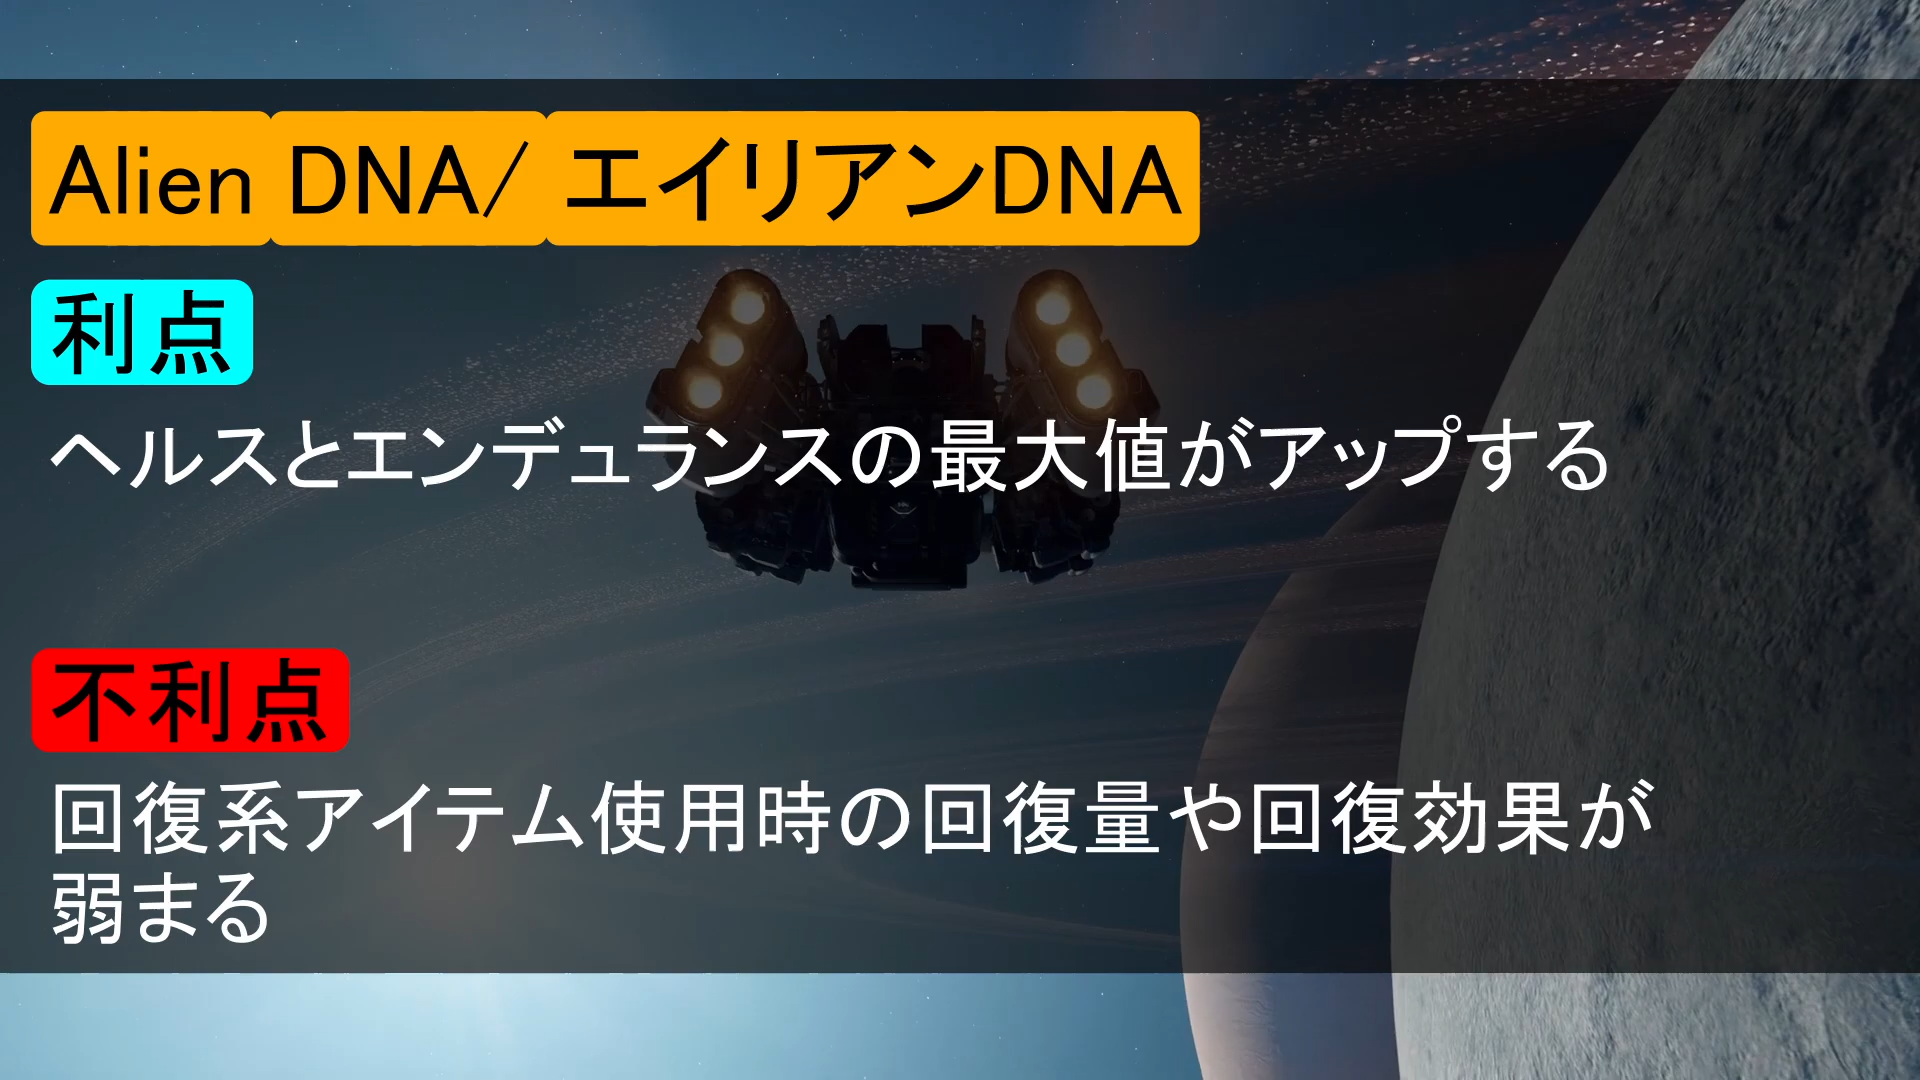 Alien DNA/ エイリアンDNA
利点
ヘルスとエンデュランスの最大値がアップする
不利点
回復系アイテム使用時の回復量や回復効果が
弱まる